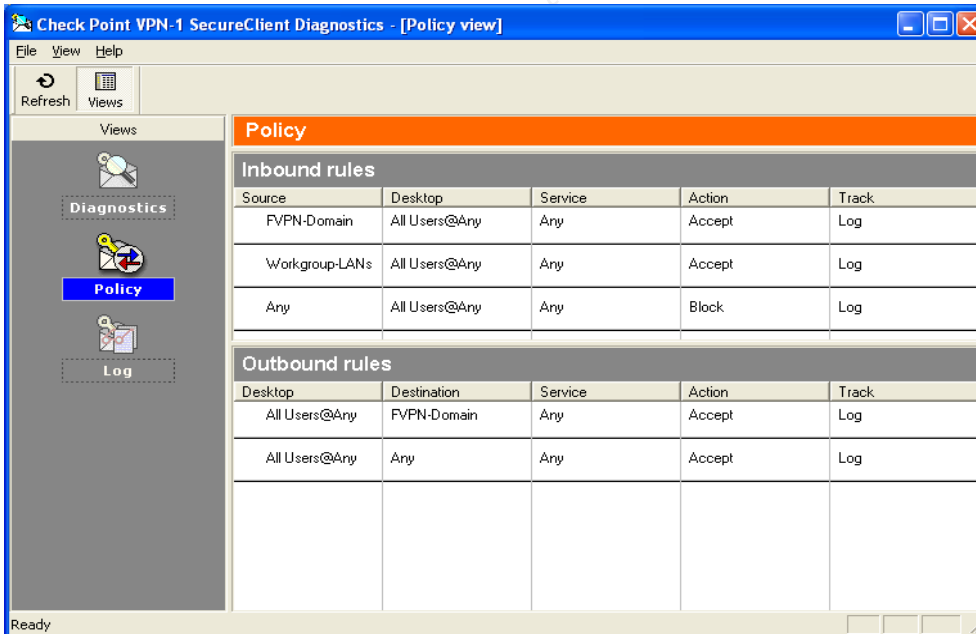 Check Point VPN-1 SecureClient Diagnostics - [Policy view]
File View Help
Refresh Views
Views
Diagnostics
Policy
Log
Policy
Inbound rules
Source Desktop Service Action Track
FVPN-Domain All Users@Any Any Accept Log
Workgroup-LANs All Users@Any Any Accept Log
Any All Users@Any Any Block Log
Outbound rules
Desktop Destination Service Action Track
All Users@Any FVPN-Domain Any Accept Log
All Users@Any Any Any Accept Log
Ready